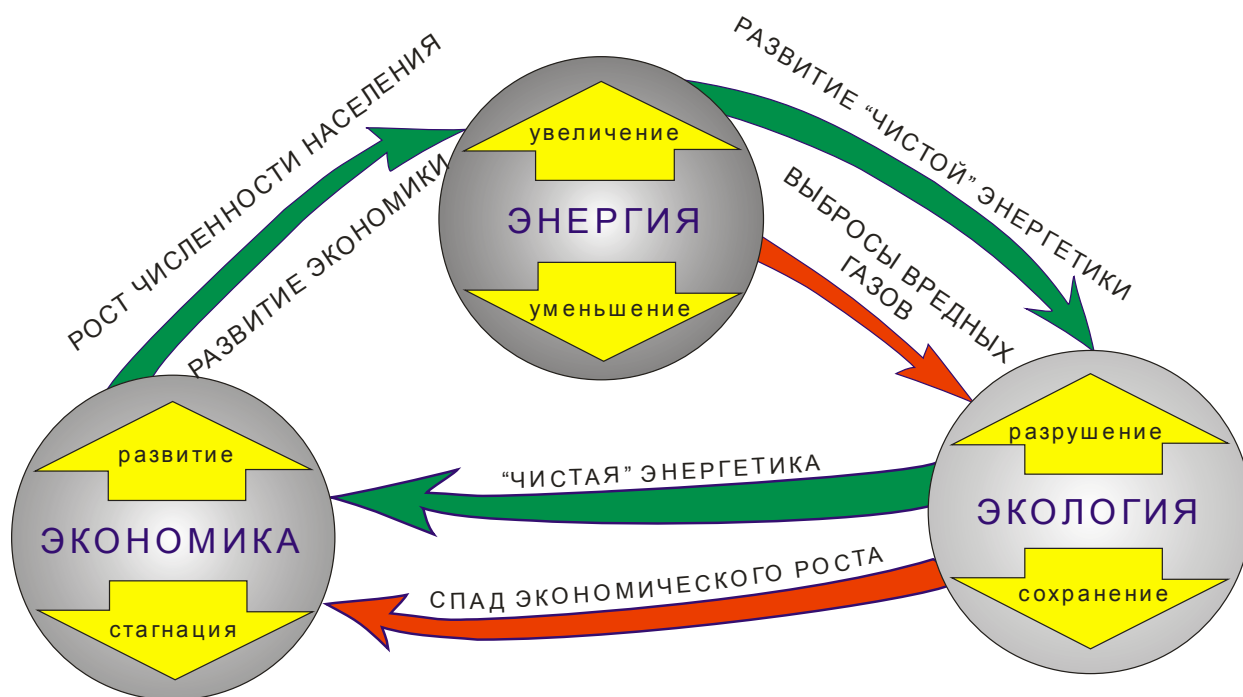 РОСТ ЧИСЛЕННОСТИ НАСЕЛЕНИЯ
РАЗВИТИЕ ЭКОНОМИКИ
увеличение
ЭНЕРГИЯ
уменьшение
РАЗВИТИЕ "ЧИСТОЙ" ЭНЕРГЕТИКИ
ВЫБРОСЫ ВРЕДНЫХ
ГАЗОВ
развитие
ЭКОНОМИКА
стагнация
"ЧИСТАЯ" ЭНЕРГЕТИКА
СПАД ЭКОНОМИЧЕСКОГО РОСТА
разрушение
ЭКОЛОГИЯ
сохранение